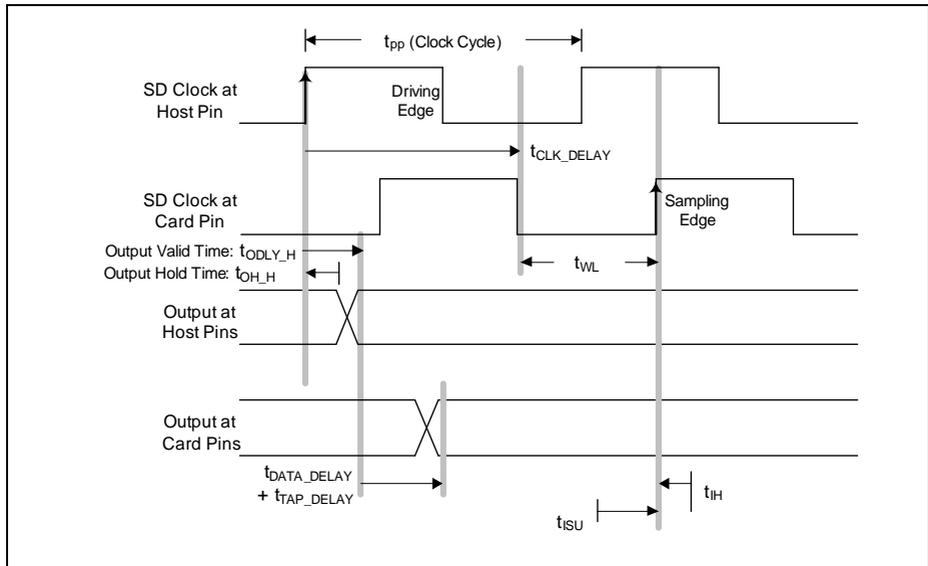 tpp (Clock Cycle)
SD Clock at
Host Pin
Driving
Edge
tCLK_DELAY
SD Clock at
Card Pin
Sampling
Edge
Output Valid Time: tODLY_H
Output Hold Time: tOH_H
tWL
Output at
Host Pins
Output at
Card Pins
tDATA_DELAY
+ tTAP_DELAY
tIH
tISU